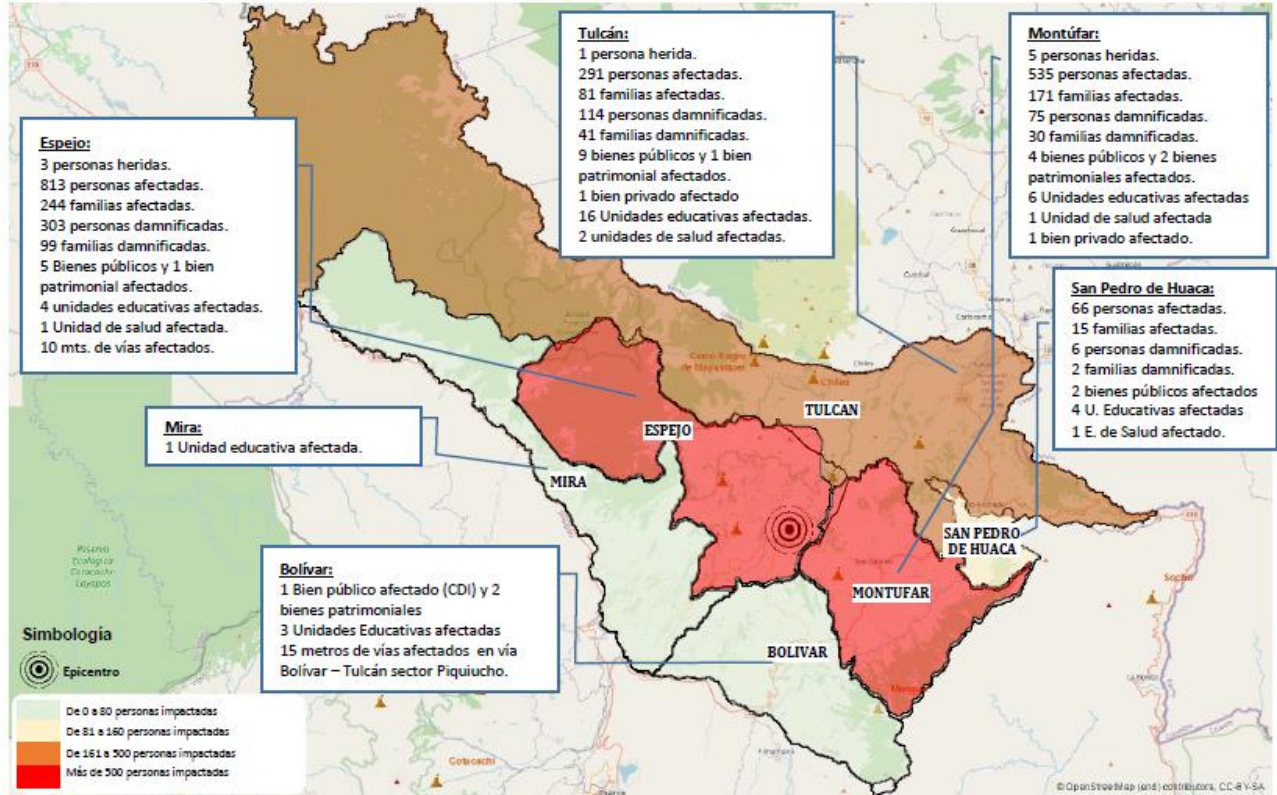 Tulcán:
1 persona herida.
291 personas afectadas.
81 familias afectadas.
114 personas damnificadas.
41 familias damnificadas.
9 bienes públicos y 1 bien
patrimonial afectados.
1 bien privado afectado
16 Unidades educativas afectadas.
2 unidades de salud afectadas.
Montúfar:
5 personas heridas.
535 personas afectadas.
171 familias afectadas.
75 personas damnificadas.
30 familias damnificadas.
4 bienes públicos y 2 bienes
patrimoniales afectados.
6 Unidades educativas afectadas
1 Unidad de salud afectada
1 bien privado afectado.
Espejo:
3 personas heridas.
813 personas afectadas.
244 familias afectadas.
303 personas damnificadas.
99 familias damnificadas.
5 Bienes públicos y 1 bien
patrimonial afectados.
4 unidades educativas afectadas.
1 Unidad de salud afectada.
10 mts. de vías afectados.
San Pedro de Huaca:
66 personas afectadas.
15 familias afectadas.
6 personas damnificadas.
2 familias damnificadas.
2 bienes públicos afectados
4 U. Educativas afectadas
1 E. de Salud afectado.
Mira:
1 Unidad educativa afectada.
Chiles
TULCÁN
ESPEJO
MIRA
SAN PEDRO
DE HUACA
MONTUFAR
BOLIVAR
Bolívar:
1 Bien público afectado (CDI) y 2
bienes patrimoniales
3 Unidades Educativas afectadas
15 metros de vías afectados en vía
Bolívar – Tulcán sector Piquiucho.
Simbología
Epicentro
De 0 a 80 personas impactadas
De 81 a 160 personas impactadas
De 161 a 500 personas impactadas
Más de 500 personas impactadas
Cotacachi
© OpenStreetMap (and) contributors, CC-BY-SA